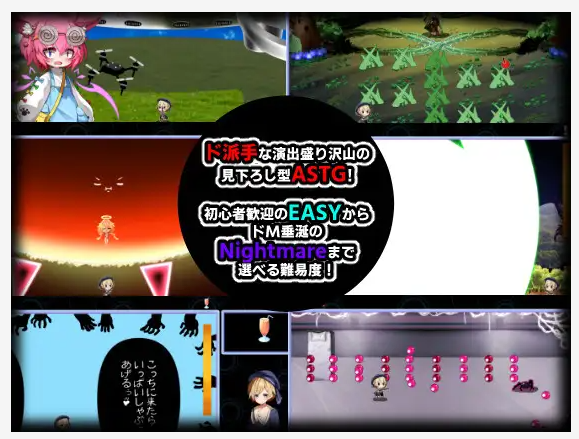 ド派手な演出盛り沢山の
見下ろし型ASTG!
初心者歓迎のEASYから
ドM垂涎の
Nightmareまで
選べる難易度！
こっちに来たら
いっぱいしゃぶ
あげるっ♥